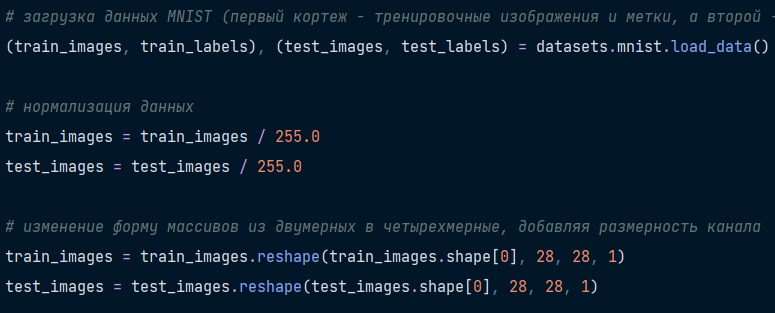 # загрузка данных MNIST (первый кортеж - тренировочные изображения и метки, а второй -
(train_images, train_labels), (test_images, test_labels) = datasets.mnist.load_data()
# нормализация данных
train_images = train_images / 255.0
test_images = test_images / 255.0
# изменение форму массивов из двумерных в четырехмерные, добавляя размерность канала
train_images = train_images.reshape(train_images.shape[0], 28, 28, 1)
test_images = test_images.reshape(test_images.shape[0], 28, 28, 1)